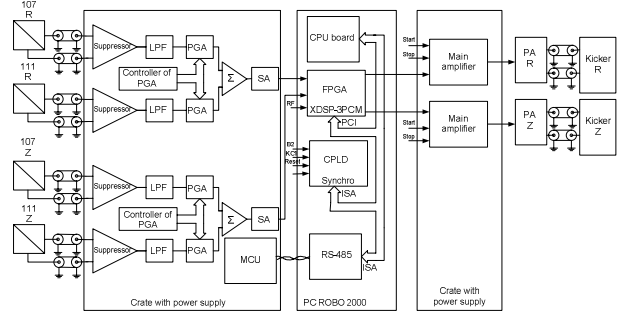 107
R
Suppressor
LPF
PGA
Controller of
PGA
111
R
Suppressor
LPF
PGA
Σ
SA
107
Z
Suppressor
LPF
PGA
Controller of
PGA
111
Z
Suppressor
LPF
PGA
Σ
SA
MCU
Crate with power supply
CPU board
FPGA
XDSP-3PCM
RF
PCI
B2
Reset
CPLD
Synchro
ISA
RS-485
ISA
PC ROBO 2000
Start
Stop
Main
amplifier
Start
Stop
Main
amplifier
Crate with
power supply
PA
R
Kicker
R
PA
Z
Kicker
Z